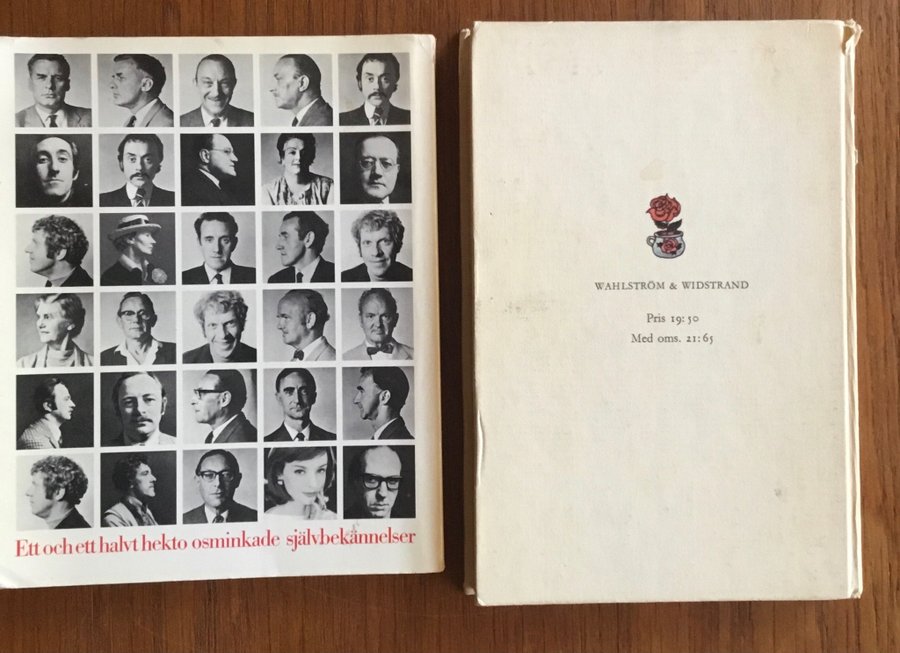 Ett och ett halvt hekto osminkade självbekännelser
WAHLSTRÖM & WIDSTRAND
Pris 19:50
Med oms. 21:65